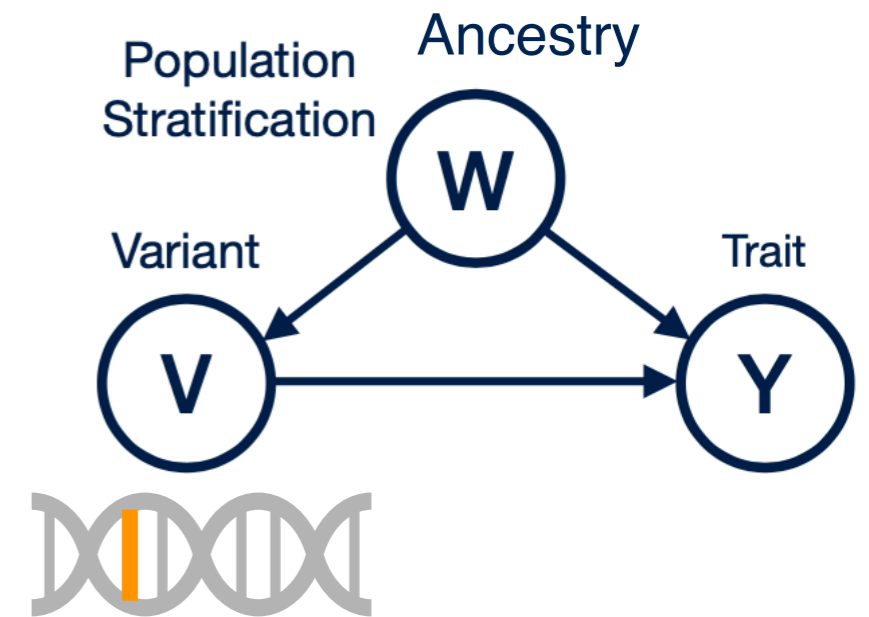 Ancestry
Population
Stratification
W
Variant
Trait
V
Y